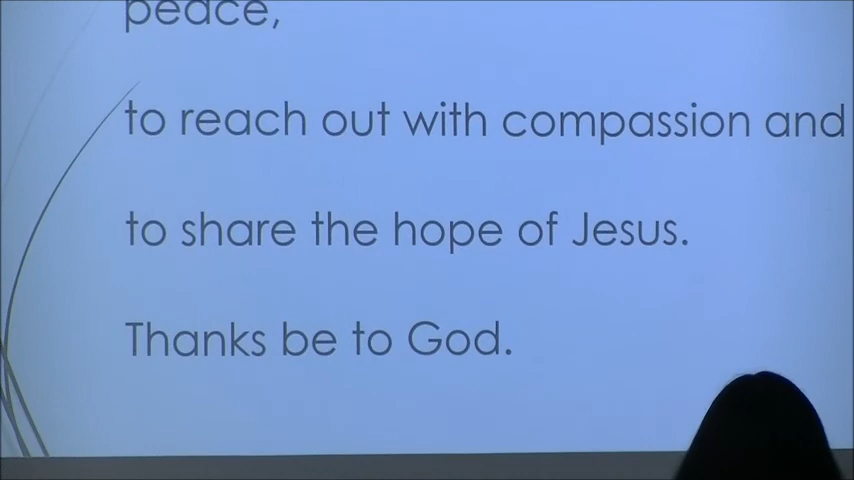 peace,
to reach out with compassion and
to share the hope of Jesus.
Thanks be to God.